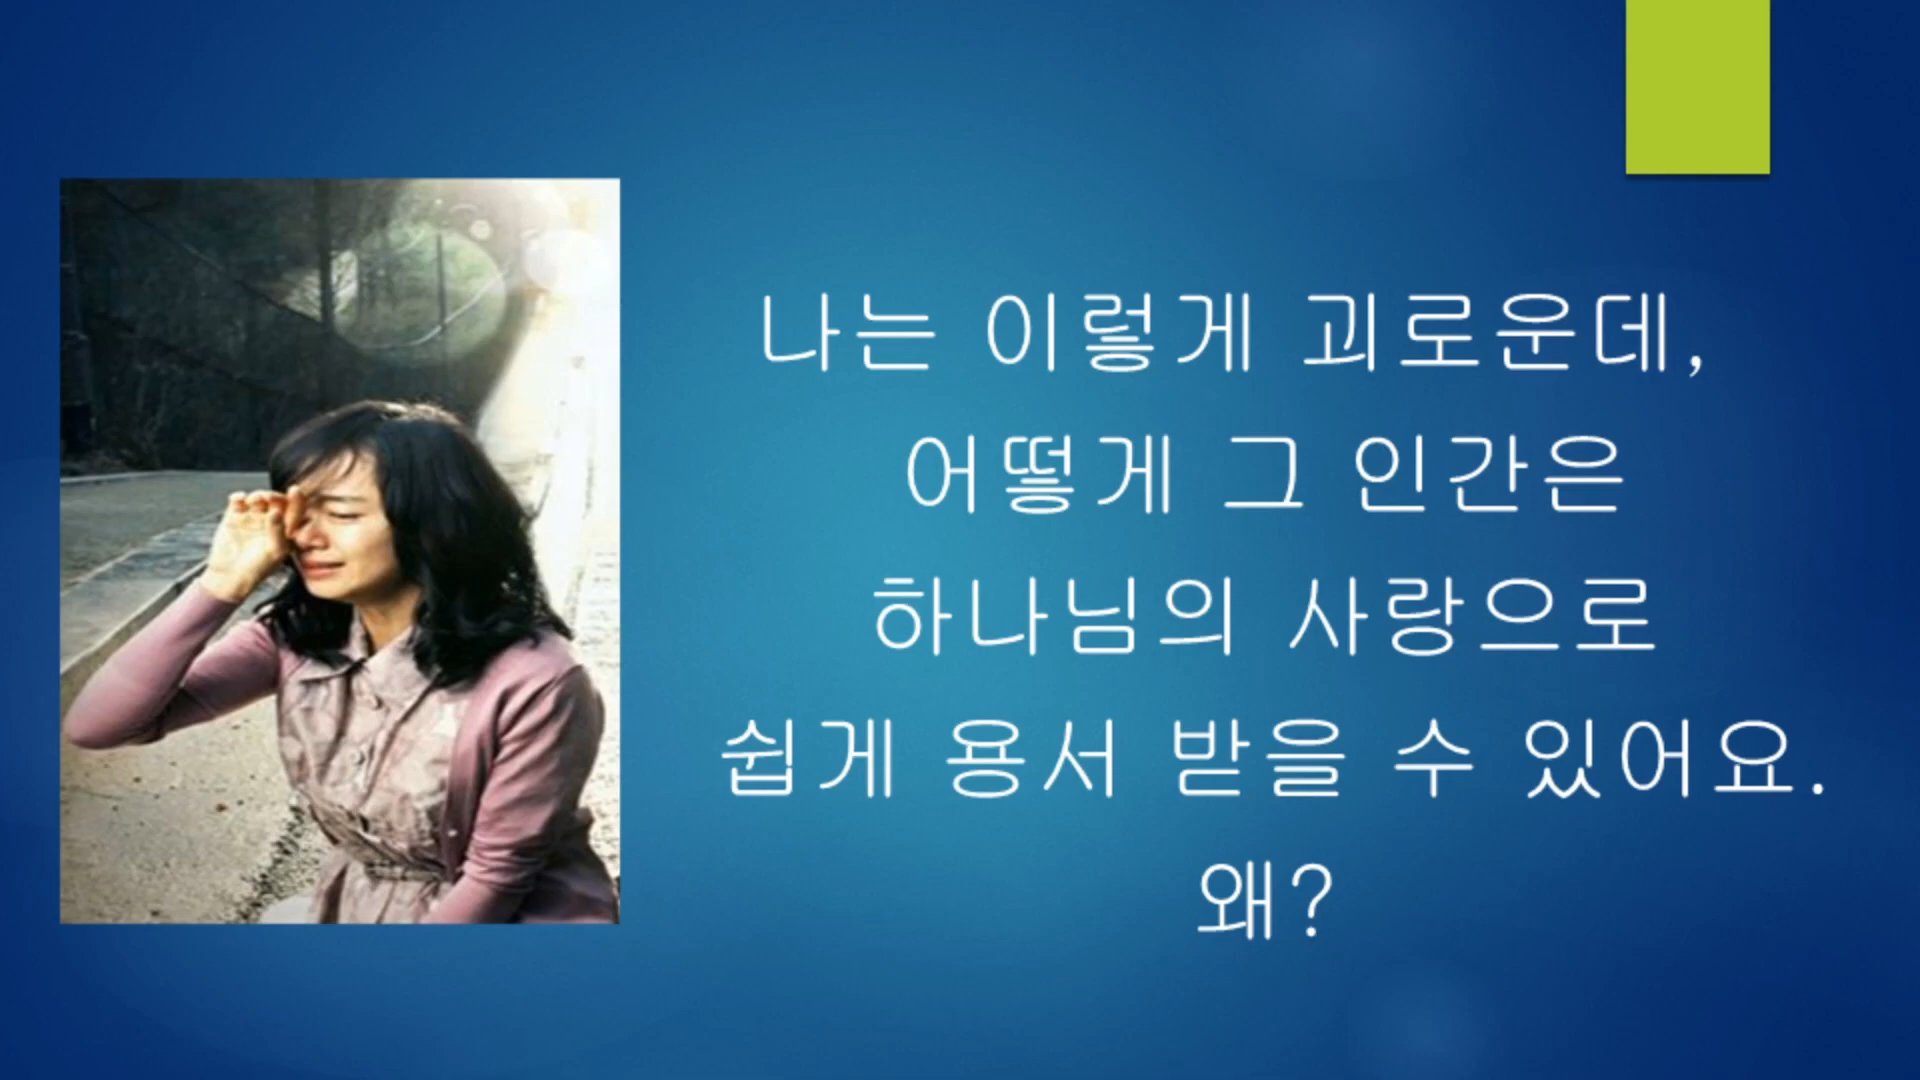 나는 이렇게 괴로운데,
어떻게 그 인간은
하나님의 사랑으로
쉽게 용서 받을 수 있어요.
왜?